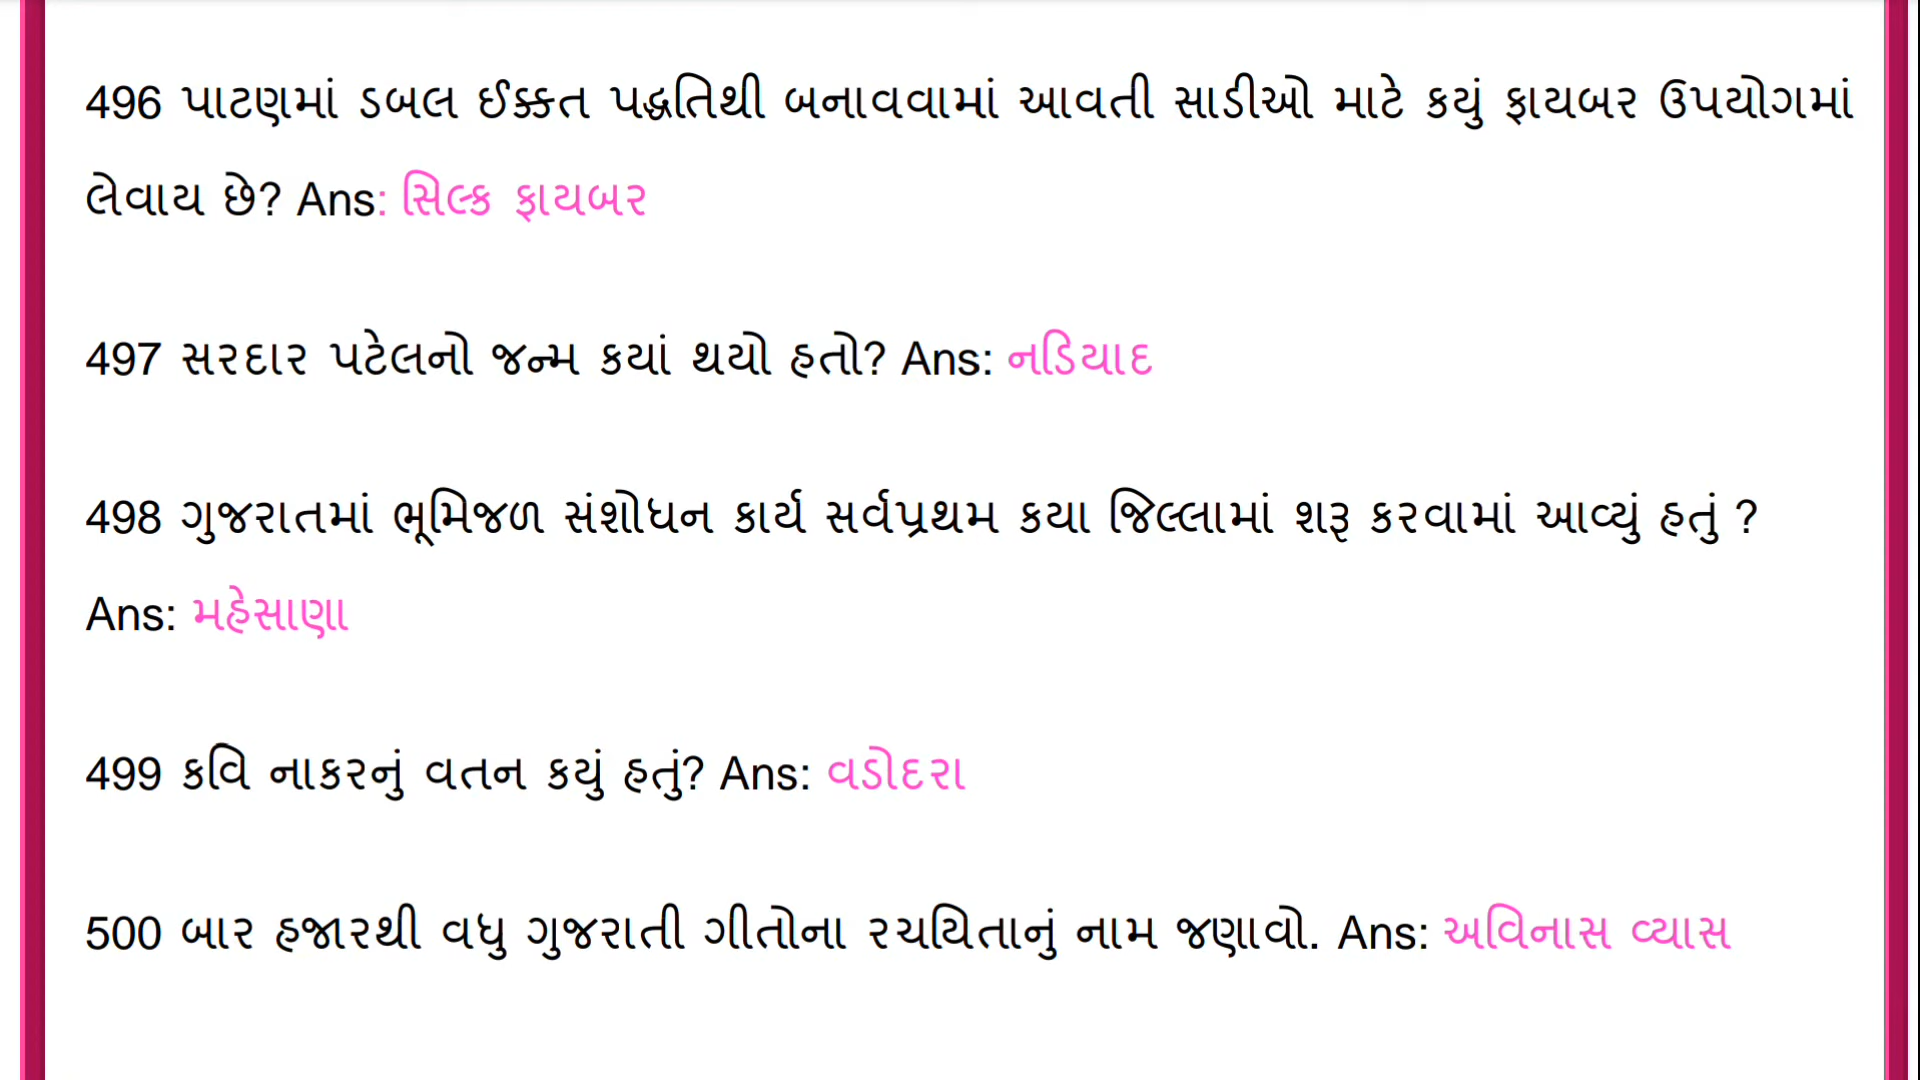 496 પાટણમાં ડબલ ઈક્કત પદ્ધતિથી બનાવવામાં આવતી સાડીઓ માટે કયું ફાયબર ઉપયોગમાં
લેવાય છે? Ans: સિલ્ક ફાયબર
497 સરદાર પટેલનો જન્મ કયાં થયો હતો? Ans: નડિયાદ
498 ગુજરાતમાં ભૂમિજળ સંશોધન કાર્ય સર્વપ્રથમ કયા જિલ્લામાં શરૂ કરવામાં આવ્યું હતું ?
Ans: મહેસાણા
499 કવિ નાકરનું વતન કયું હતું? Ans: વડોદરા
500 બાર હજારથી વધુ ગુજરાતી ગીતોના રચયિતાનું નામ જણાવો. Ans: અવિનાસ વ્યાસ